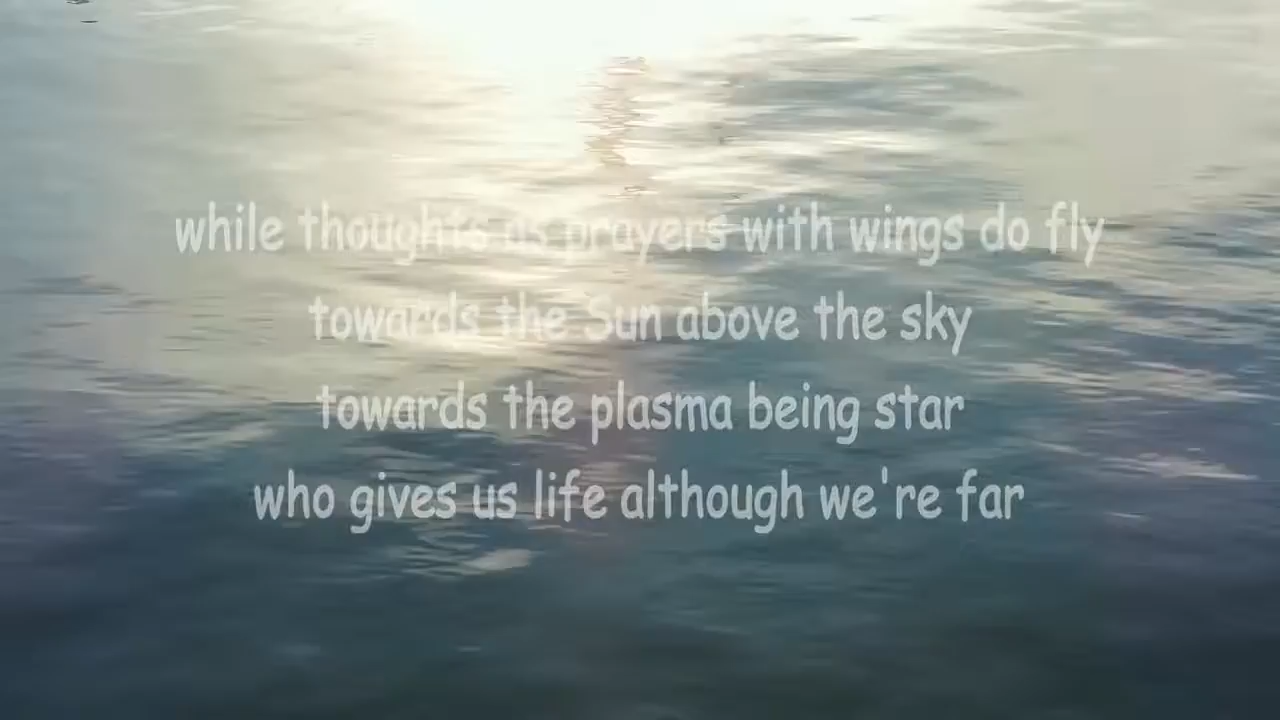 while thoughts as prayers with wings do fly
towards the Sun above the sky
towards the plasma being star
who gives us life although we're far